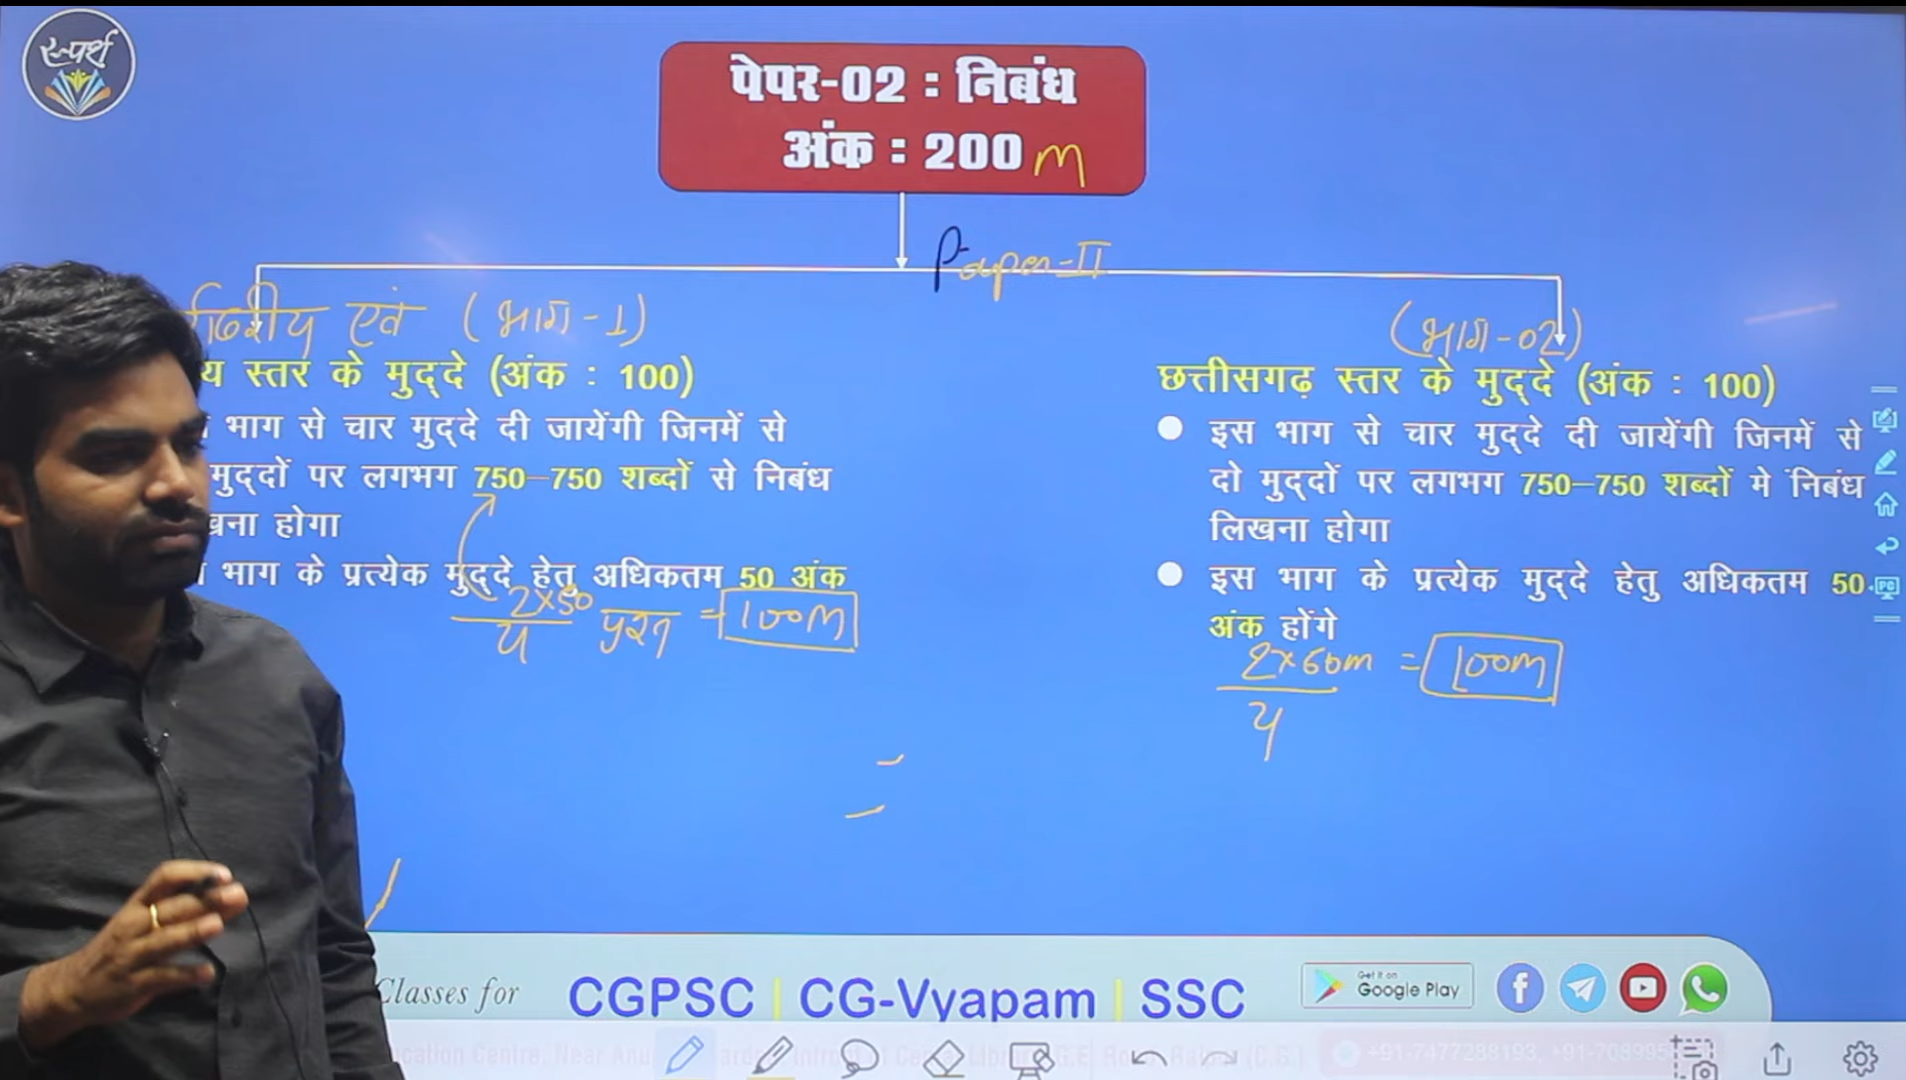 स्पर्श
पेपर-02 : निबंध
अंक : 200 m
Paper-II
एवं (भाग-1)
(भाग-02)
य स्तर के मुद्दे (अंक : 100)
भाग से चार मुद्दे दी जायेंगी जिनमें से
मुद्दों पर लगभग 750–750 शब्दों से निबंध
होगा
भाग के प्रत्येक मुद्दे हेतु अधिकतम 50 अंक
2×50
4
= 100m
छत्तीसगढ़ स्तर के मुद्दे (अंक : 100)
● इस भाग से चार मुद्दे दी जायेंगी जिनमें से
दो मुद्दों पर लगभग 750–750 शब्दों मे निबंध
लिखना होगा
● इस भाग के प्रत्येक मुद्दे हेतु अधिकतम 50
अंक होंगे
2×50m = 100m
4
Classes for CGPSC | CG-Vyapam | SSC
Get it on
Google Play